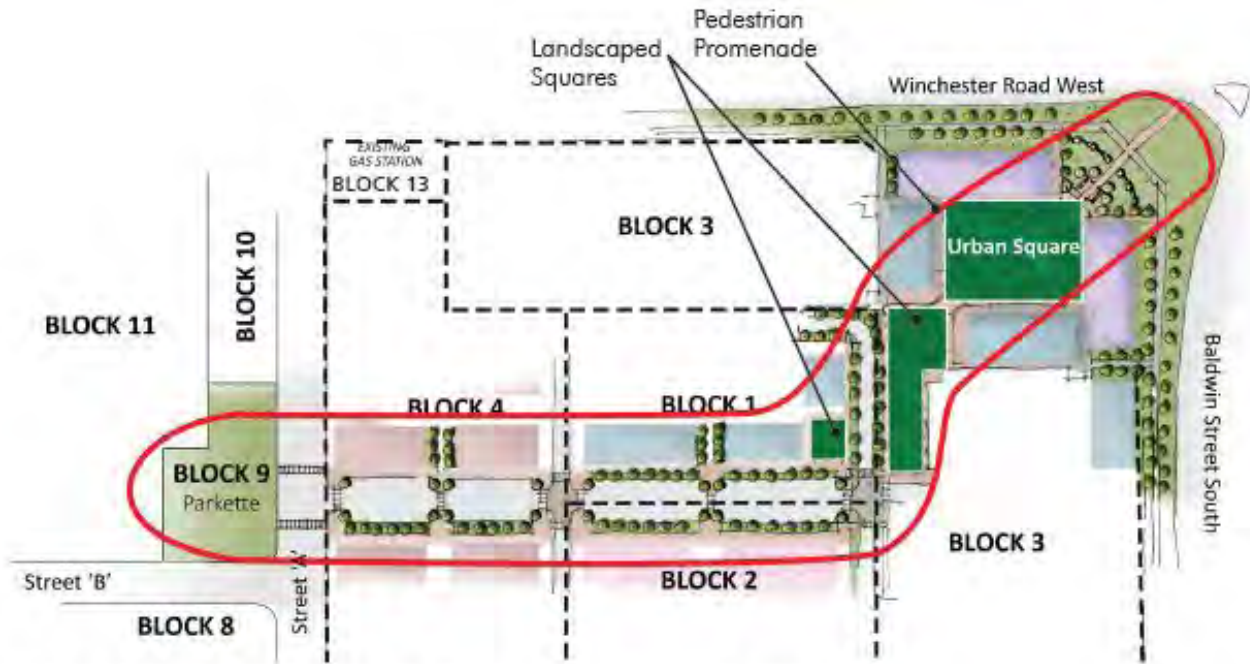 Pedestrian
Promenade
Landscaped
Squares
Winchester Road West
EXISTING
GAS STATION
BLOCK 13
BLOCK 3
Urban Square
BLOCK 10
BLOCK 11
Baldwin Street South
BLOCK 4
BLOCK 1
BLOCK 9
Parkette
BLOCK 3
Street 'B'
BLOCK 2
Street 'A'
BLOCK 8